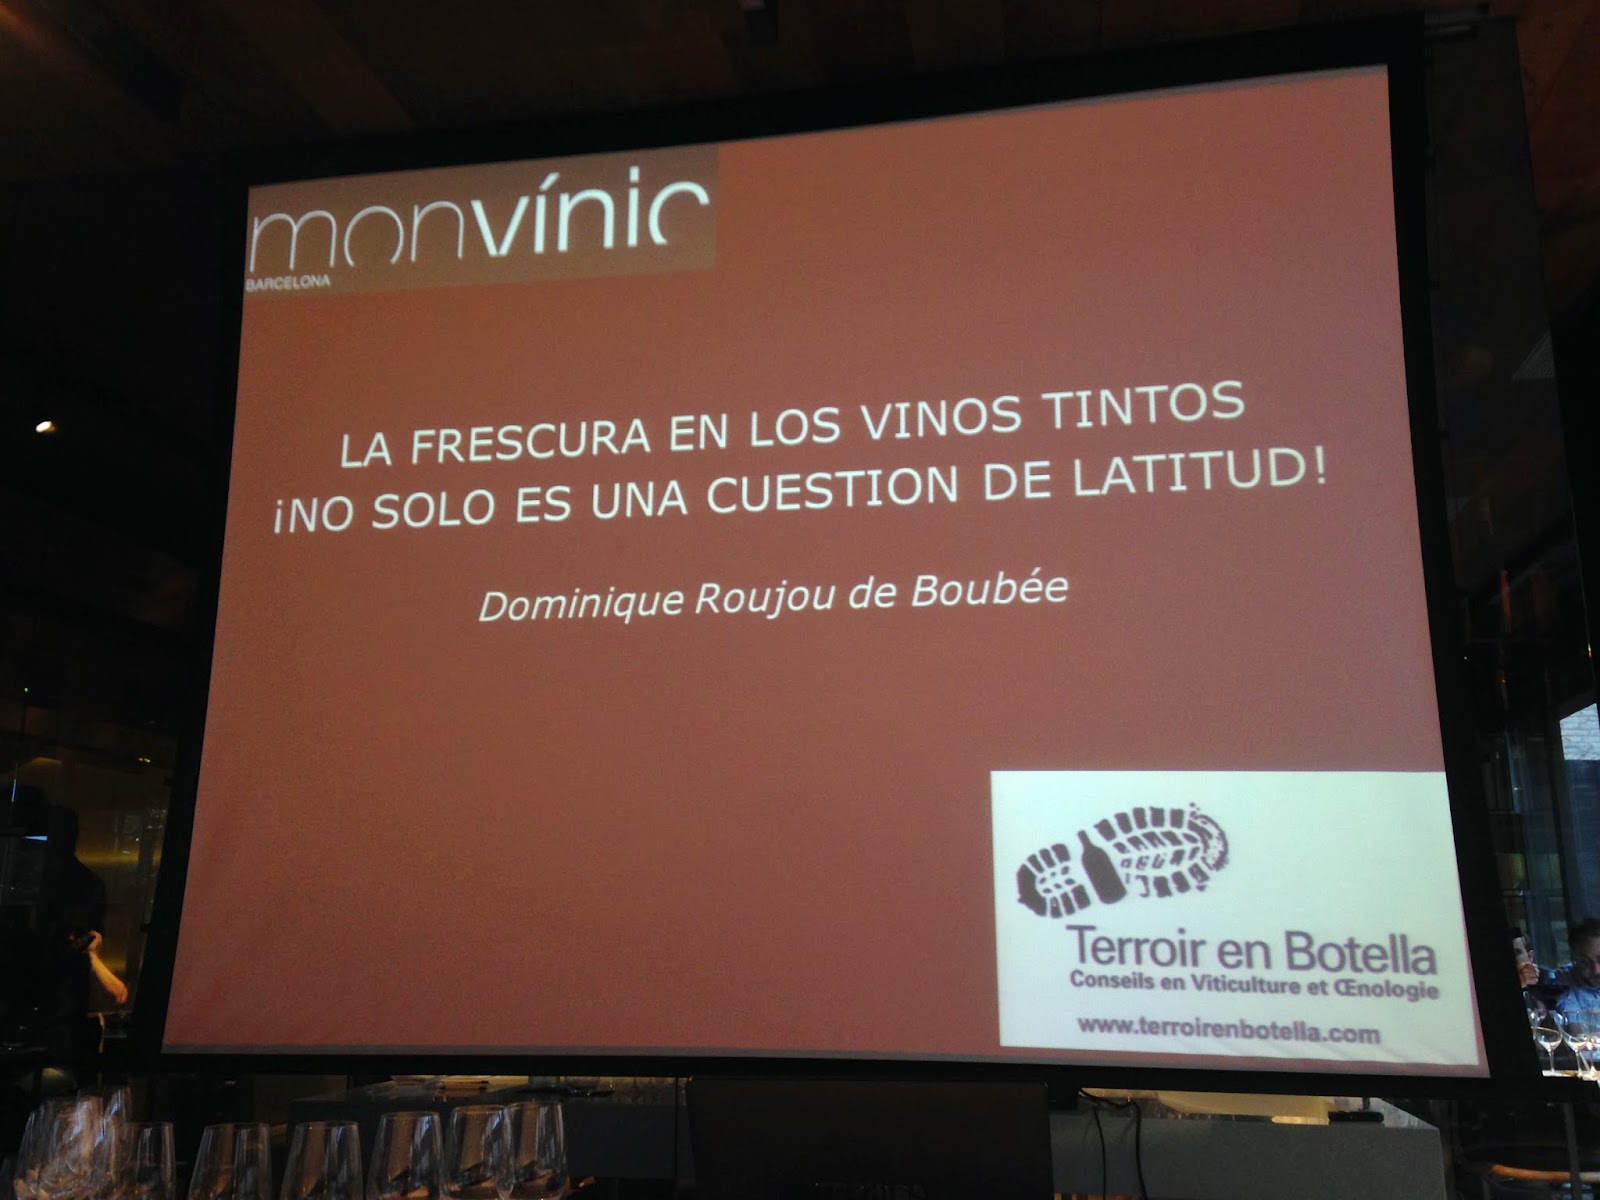 monvínic
BARCELONA
LA FRESCURA EN LOS VINOS TINTOS
¡NO SOLO ES UNA CUESTION DE LATITUD!
Dominique Roujou de Boubée
Terroir en Botella
Conseils en Viticulture et Œnologie
www.terroirenbotella.com